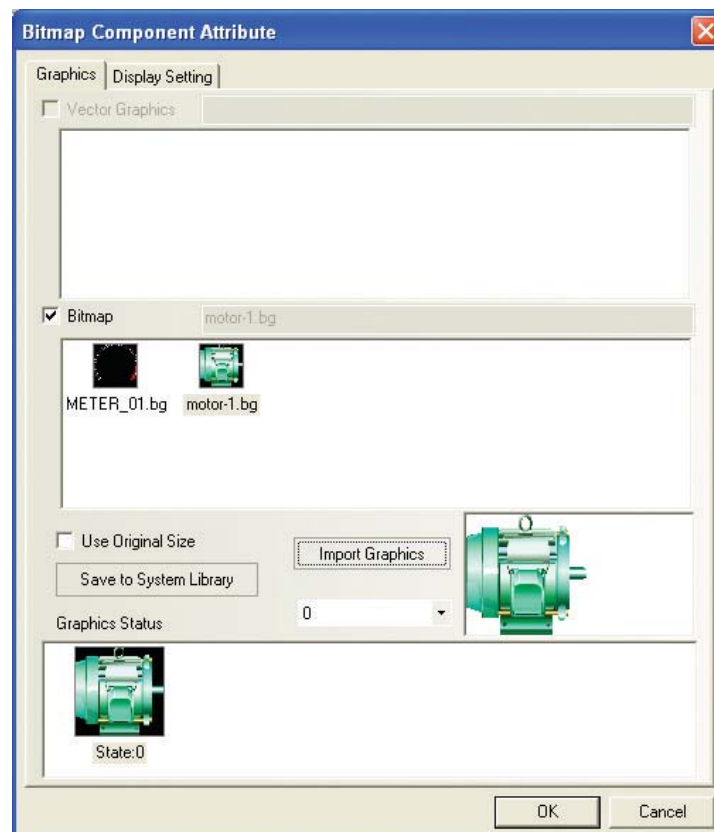 Bitmap Component Attribute
Graphics Display Setting
Vector Graphics
Bitmap motor-1.bg
METER_01.bg motor-1.bg
Use Original Size
Import Graphics
Save to System Library
0
Graphics Status
State:0
OK Cancel